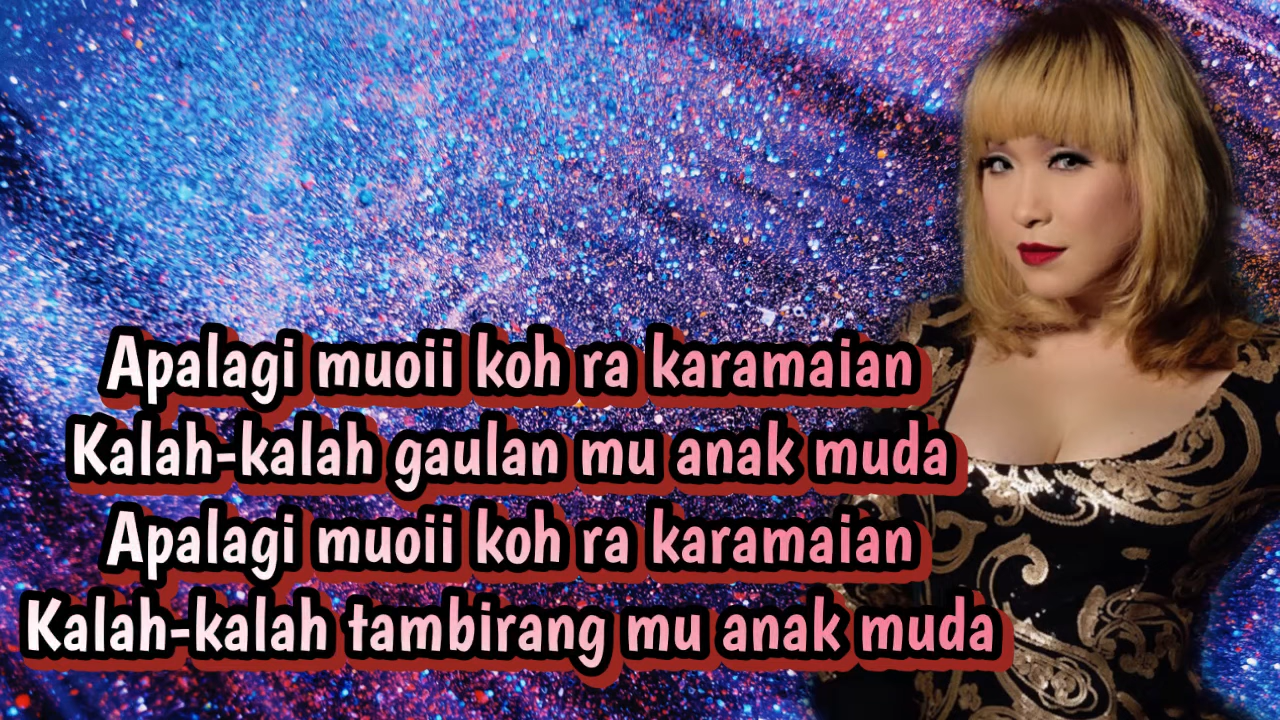 Apalagi muoii koh ra karamaian
Kalah-kalah gaulan mu anak muda
Apalagi muoii koh ra karamaian
Kalah-kalah tambirang mu anak muda